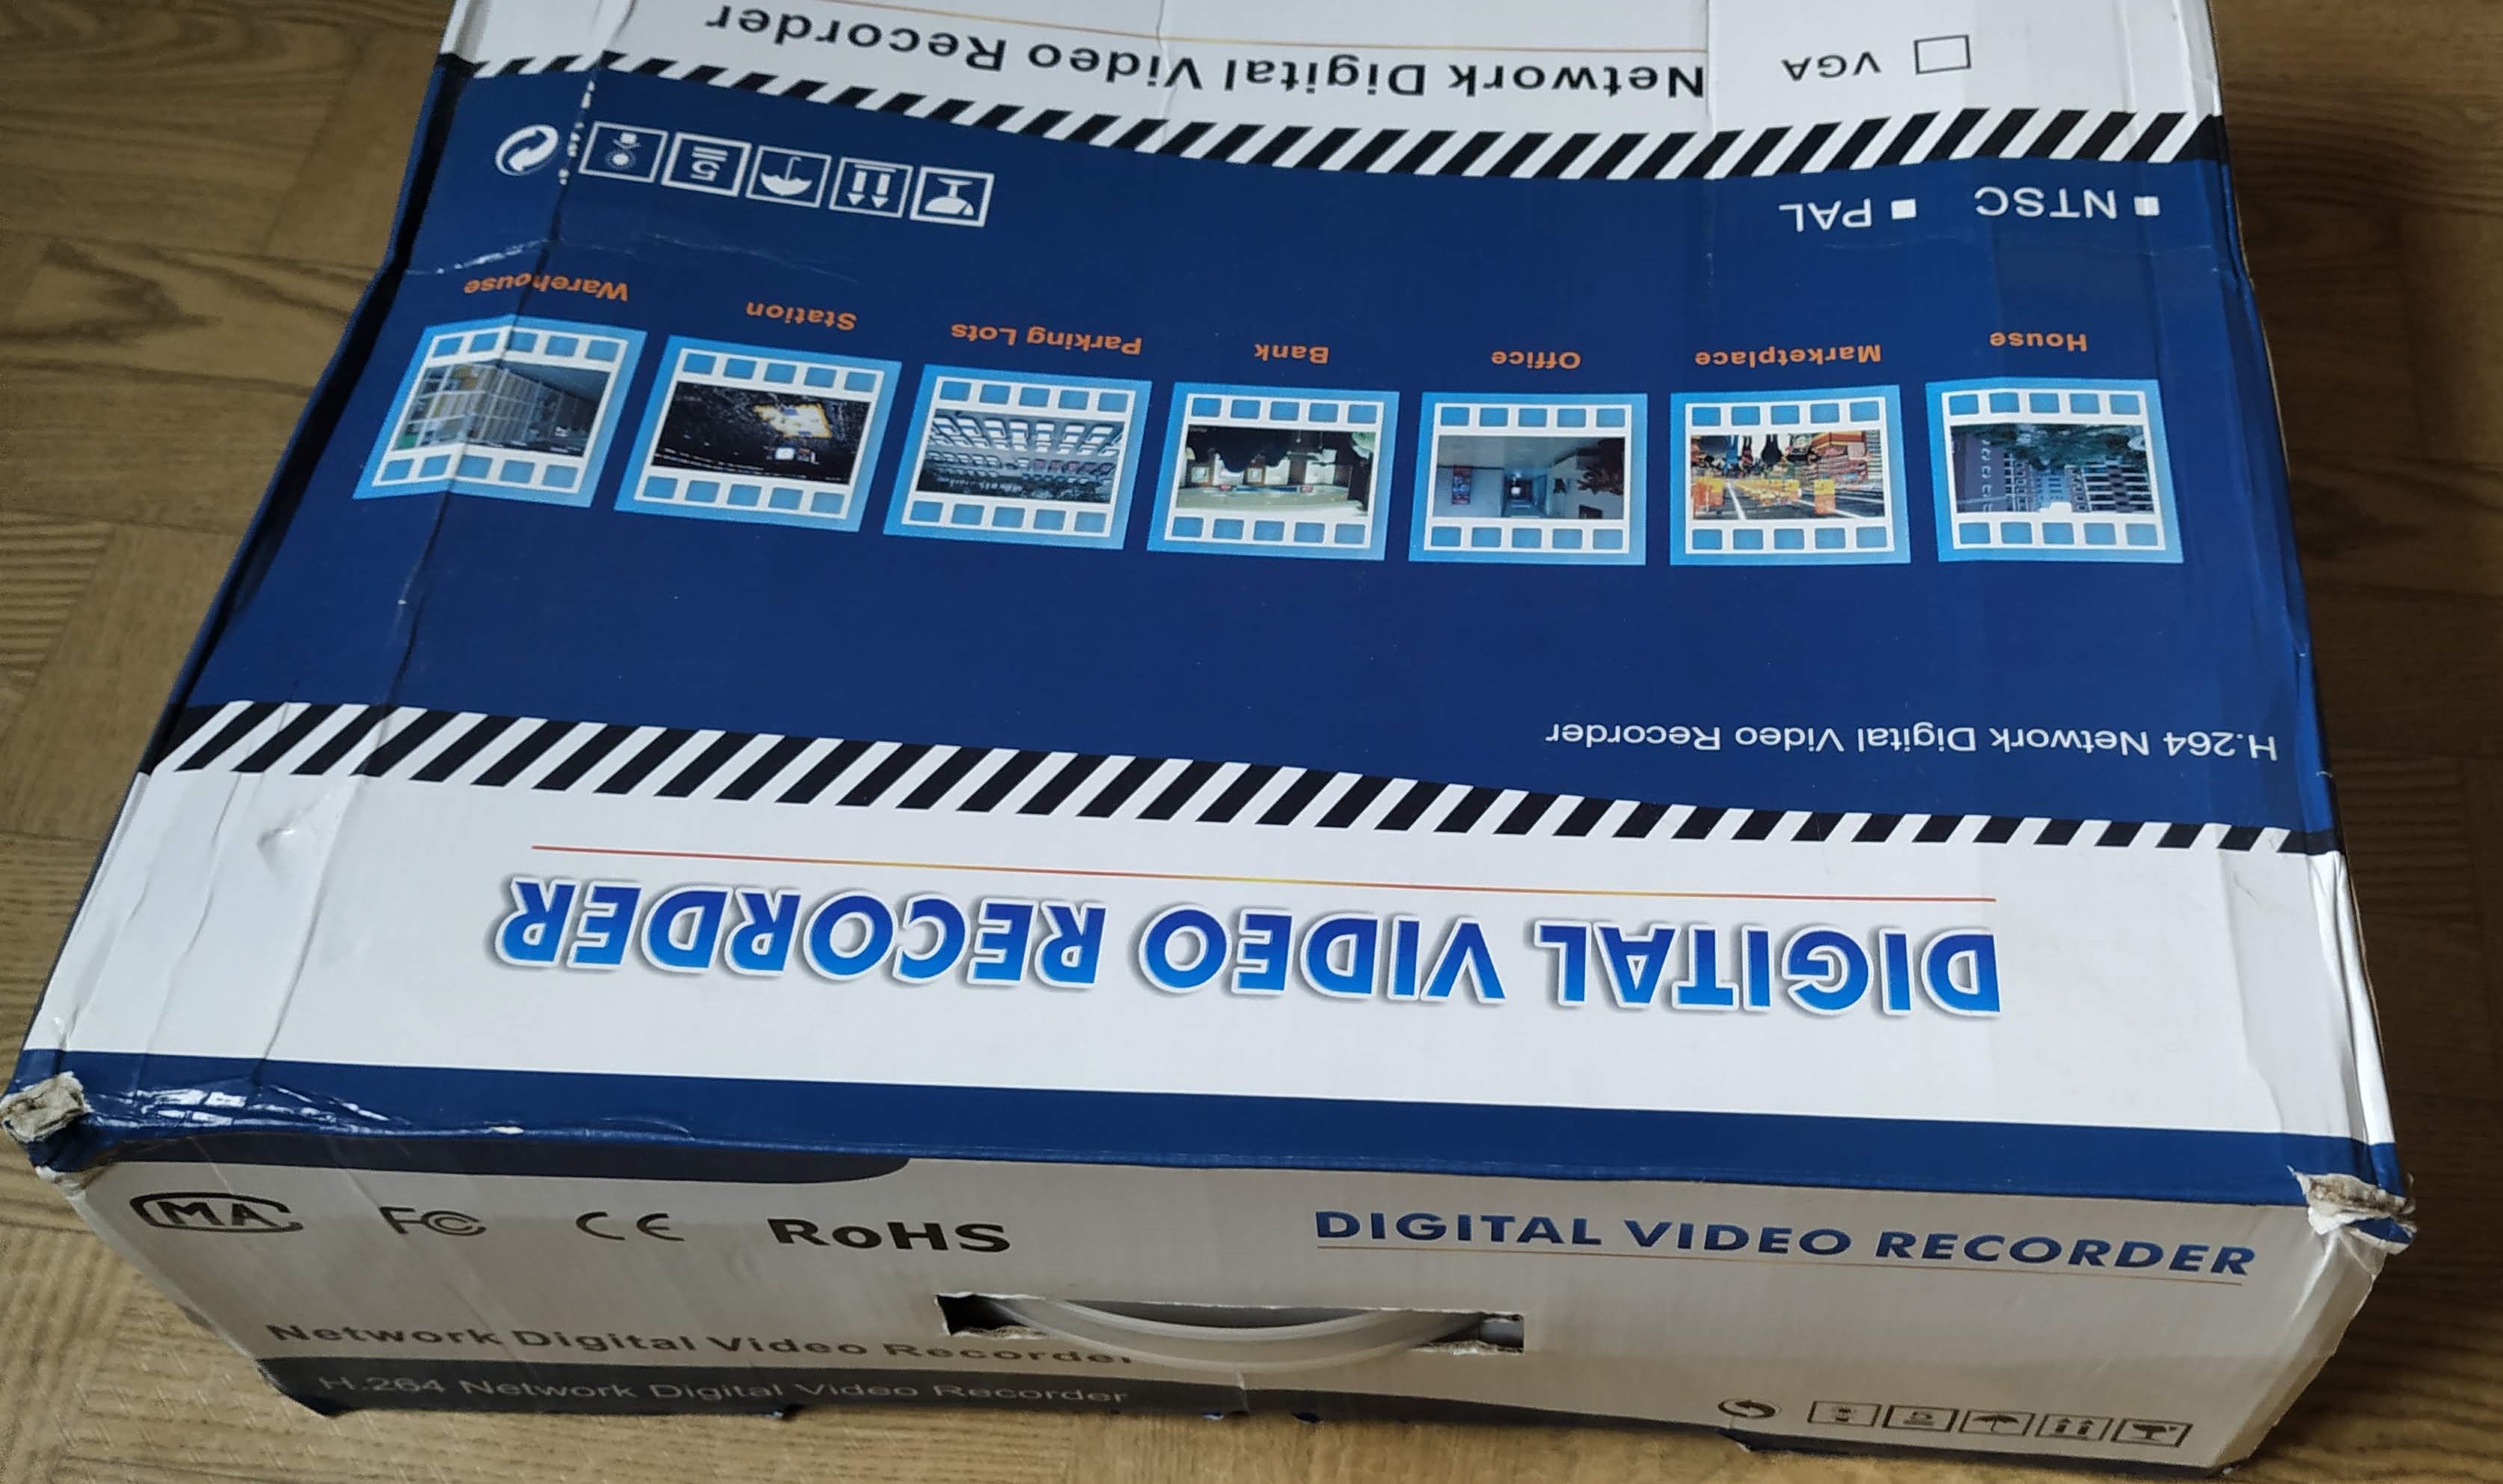 DIGITAL VIDEO RECORDER
H.264 Network Digital Video Recorder
House
Marketplace
Office
Bank
Parking Lots
Station
Warehouse
NTSC
PAL
5
VGA
Network Digital Video Recorder
MA
FC
CE
RoHS
DIGITAL VIDEO RECORDER
Network Digital Video Recorder
H.264 Network Digital Video Recorder